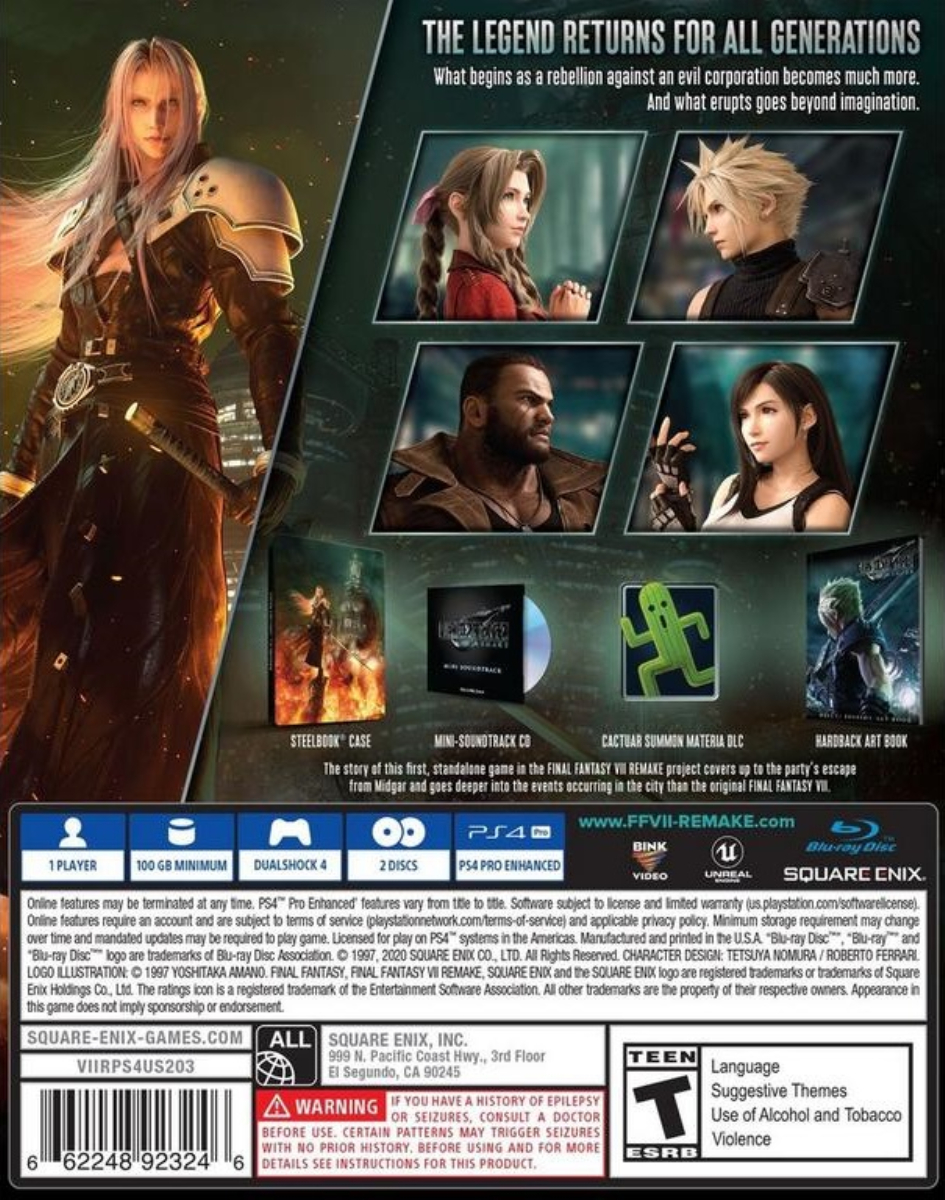 THE LEGEND RETURNS FOR ALL GENERATIONS
What begins as a rebellion against an evil corporation becomes much more.
And what erupts goes beyond imagination.
MINI SOUNDTRACK
STEELBOOK® CASE
MINI-SOUNDTRACK CD
CACTUAR SUMMON MATERIA DLC
HARDBACK ART BOOK
The story of this first, standalone game in the FINAL FANTASY VII REMAKE project covers up to the party's escape
from Midgar and goes deeper into the events occurring in the city than the original FINAL FANTASY VII.
1 PLAYER
100 GB MINIMUM
DUALSHOCK 4
2 DISCS
PS4 Pro
PS4 PRO ENHANCED
www.FFVII-REMAKE.com
BINK
VIDEO
UNREAL
ENGINE
Blu-ray Disc™
SQUARE ENIX.
Online features may be terminated at any time. PS4™ Pro Enhanced' features vary from title to title. Software subject to license and limited warranty (us.playstation.com/softwarelicense).
Online features require an account and are subject to terms of service (playstationnetwork.com/terms-of-service) and applicable privacy policy. Minimum storage requirement may change
over time and mandated updates may be required to play game. Licensed for play on PS4™ systems in the Americas. Manufactured and printed in the U.S.A. “Blu-ray Disc™”, “Blu-ray™” and
“Blu-ray Disc™” logo are trademarks of Blu-ray Disc Association. © 1997, 2020 SQUARE ENIX CO., LTD. All Rights Reserved. CHARACTER DESIGN: TETSUYA NOMURA / ROBERTO FERRARI.
LOGO ILLUSTRATION: © 1997 YOSHITAKA AMANO. FINAL FANTASY, FINAL FANTASY VII REMAKE, SQUARE ENIX and the SQUARE ENIX logo are registered trademarks or trademarks of Square
Enix Holdings Co., Ltd. The ratings icon is a registered trademark of the Entertainment Software Association. All other trademarks are the property of their respective owners. Appearance in
this game does not imply sponsorship or endorsement.
SQUARE-ENIX-GAMES.COM
VIIRPS4US203
6 62248 92324 6
ALL
SQUARE ENIX, INC.
999 N. Pacific Coast Hwy., 3rd Floor
El Segundo, CA 90245
WARNING IF YOU HAVE A HISTORY OF EPILEPSY
OR SEIZURES, CONSULT A DOCTOR
BEFORE USE. CERTAIN PATTERNS MAY TRIGGER SEIZURES
WITH NO PRIOR HISTORY. BEFORE USING AND FOR MORE
DETAILS SEE INSTRUCTIONS FOR THIS PRODUCT.
TEEN
T
ESRB
Language
Suggestive Themes
Use of Alcohol and Tobacco
Violence